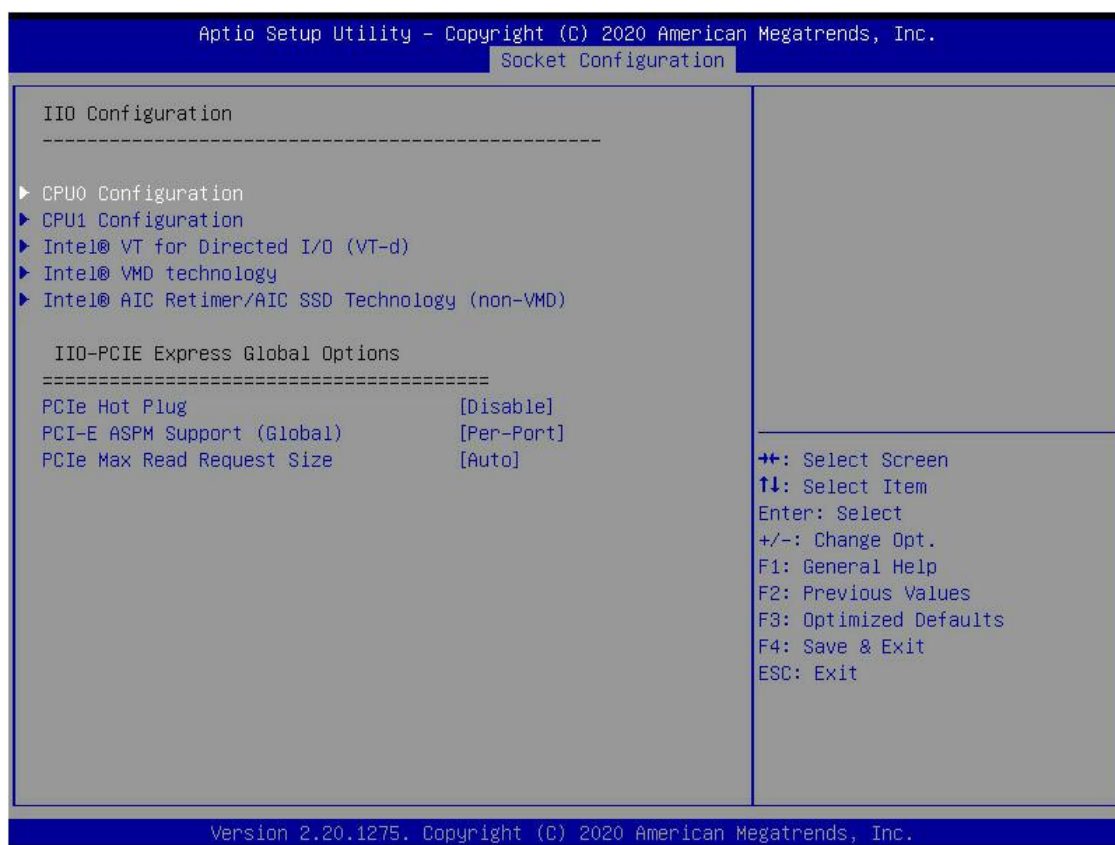 Aptio Setup Utility – Copyright (C) 2020 American Megatrends, Inc.
Socket Configuration
IIO Configuration
--------------------------------------------------
▶ CPU0 Configuration
▶ CPU1 Configuration
▶ Intel® VT for Directed I/O (VT-d)
▶ Intel® VMD technology
▶ Intel® AIC Retimer/AIC SSD Technology (non-VMD)
IIO-PCIE Express Global Options
========================================
PCIe Hot Plug [Disable]
PCI-E ASPM Support (Global) [Per-Port]
PCIe Max Read Request Size [Auto]
→←: Select Screen
↑↓: Select Item
Enter: Select
+/-: Change Opt.
F1: General Help
F2: Previous Values
F3: Optimized Defaults
F4: Save & Exit
ESC: Exit
Version 2.20.1275. Copyright (C) 2020 American Megatrends, Inc.